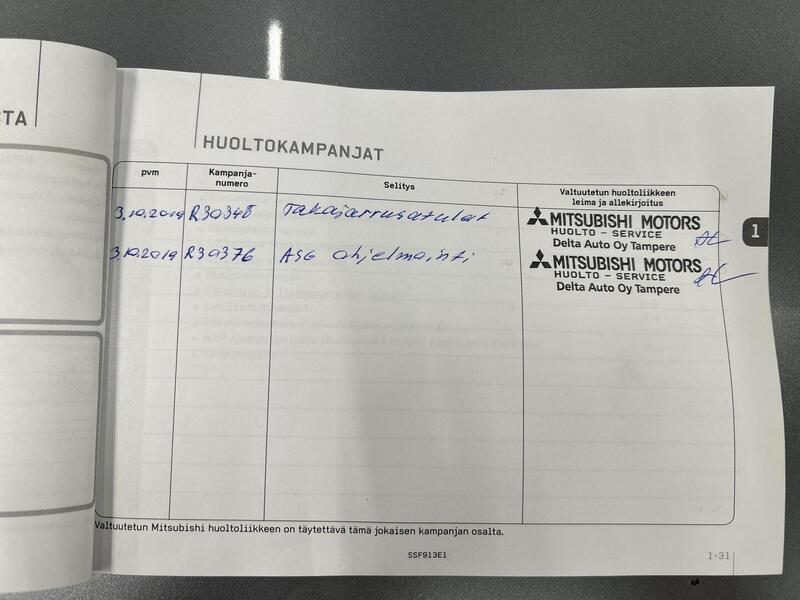 STA
HUOLTOKAMPANJAT
pvm
Kampanja-
numero
Selitys
Valtuutetun huoltoliikkeen
leima ja allekirjoitus
3.10.2019 R30348 Takajarrusatulat
MITSUBISHI MOTORS
HUOLTO - SERVICE
Delta Auto Oy Tampere
3.10.2019 R30376 ASG ohjelmointi
MITSUBISHI MOTORS
HUOLTO - SERVICE
Delta Auto Oy Tampere
1
Valtuutetun Mitsubishi huoltoliikkeen on täytettävä tämä jokaisen kampanjan osalta.
SSF913E1
1-31